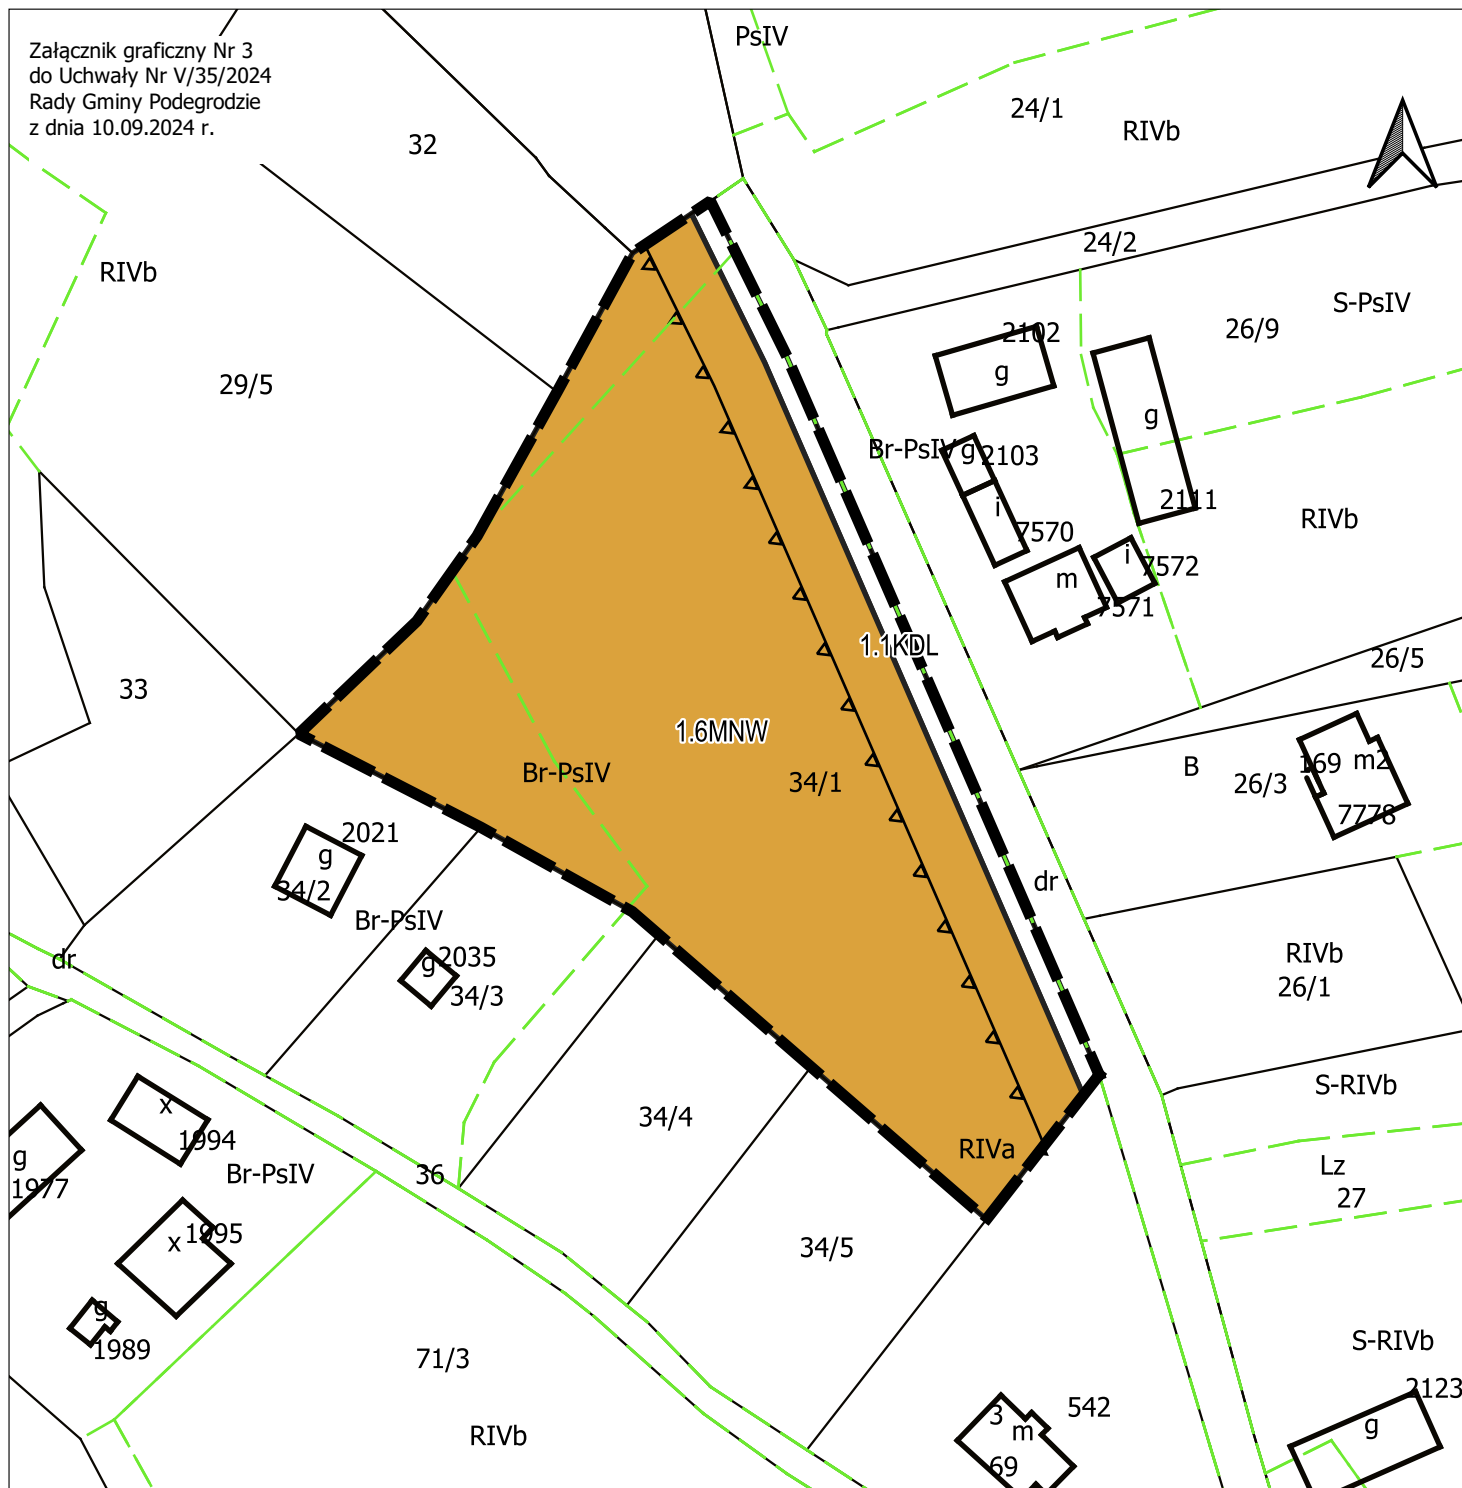 Załącznik graficzny Nr 3
do Uchwały Nr V/35/2024
Rady Gminy Podegrodzie
z dnia 10.09.2024 r.
PsIV
24/1
RIVb
32
24/2
RIVb
S-PsIV
26/9
2102
g
29/5
g
Br-PsIV
g
2103
2111
i
7570
RIVb
i
7572
m
7571
1.1KDL
26/5
33
1.6MNW
Br-PsIV
34/1
B
26/3
169
m2
7778
2021
g
34/2
dr
Br-PsIV
2035
g
34/3
dr
RIVb
26/1
x
1994
34/4
S-RIVb
RIVa
g
1977
Br-PsIV
36
Lz
27
x
1995
34/5
g
1989
71/3
S-RIVb
2123
g
542
3
m
69
RIVb